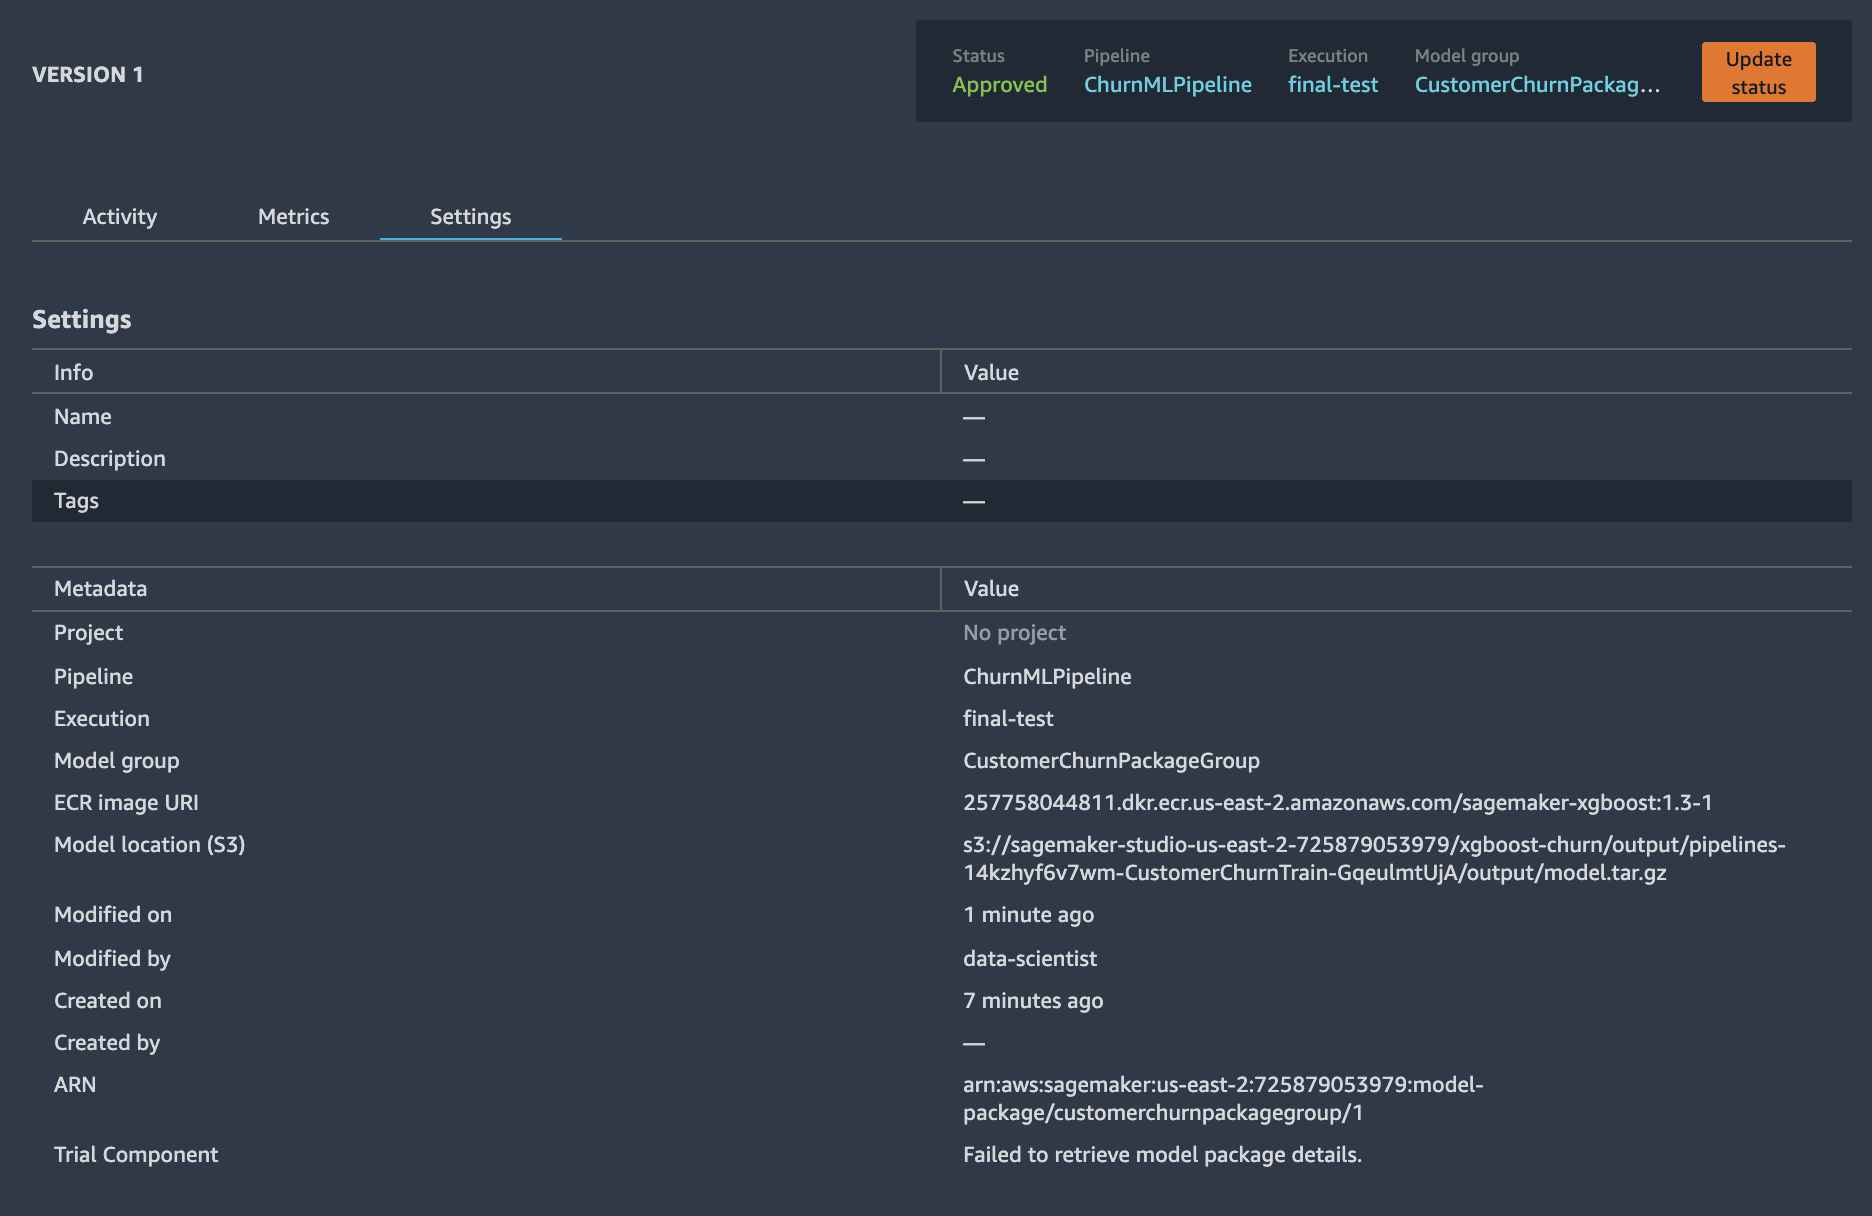 VERSION 1
Status
Pipeline
Execution
Model group
Approved
ChurnMLPipeline
final-test
CustomerChurnPackag...
Update
status
Activity
Metrics
Settings
Settings
Info
Value
Name
—
Description
—
Tags
—
Metadata
Value
Project
No project
Pipeline
ChurnMLPipeline
Execution
final-test
Model group
CustomerChurnPackageGroup
ECR image URI
257758044811.dkr.ecr.us-east-2.amazonaws.com/sagemaker-xgboost:1.3-1
Model location (S3)
s3://sagemaker-studio-us-east-2-725879053979/xgboost-churn/output/pipelines-
14kzhyf6v7wm-CustomerChurnTrain-GqeulmtUjA/output/model.tar.gz
Modified on
1 minute ago
Modified by
data-scientist
Created on
7 minutes ago
Created by
—
ARN
arn:aws:sagemaker:us-east-2:725879053979:model-
package/customerchurnpackagegroup/1
Trial Component
Failed to retrieve model package details.